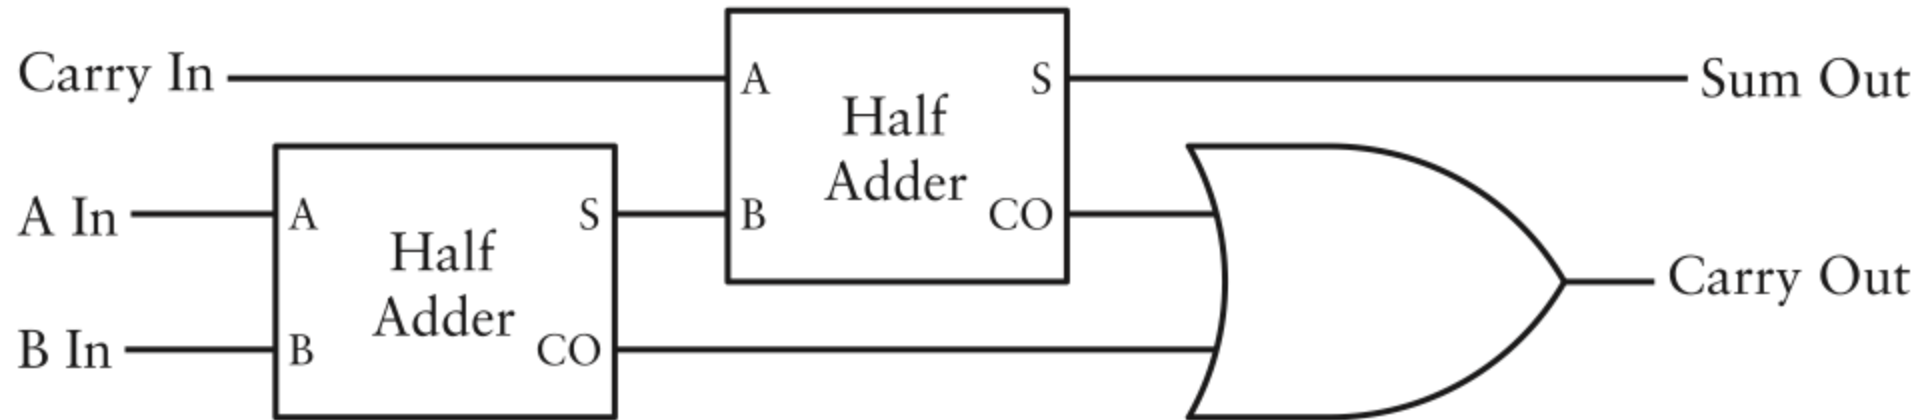 Carry In
A
S
Sum Out
Half
Adder
B
CO
A In
A
S
Half
Adder
B In
B
CO
Carry Out